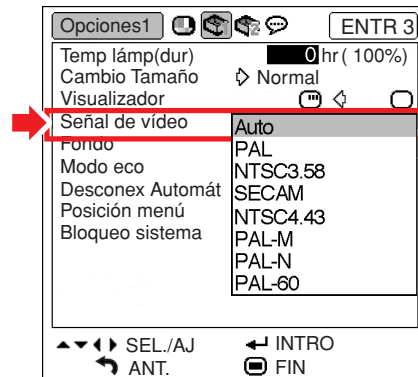 Opciones1 ENTR 3
Temp lámp(dur) 0 hr ( 100%)
Cambio Tamaño Normal
Visualizador
Señal de vídeo Auto
Fondo PAL
Modo eco NTSC3.58
Desconex Automát SECAM
Posición menú NTSC4.43
Bloqueo sistema PAL-M
PAL-N
PAL-60
SEL./AJ INTRO
ANT. FIN